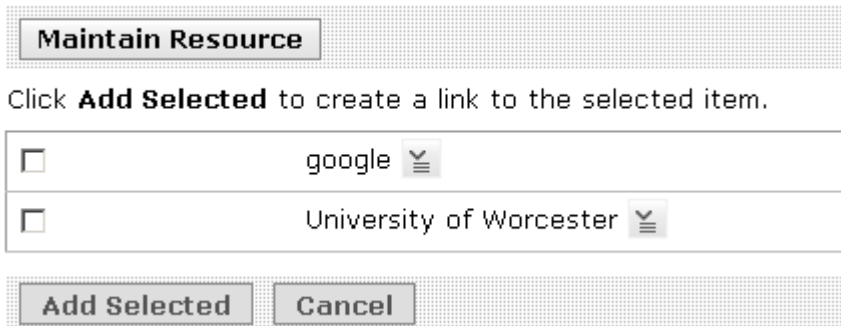 Maintain Resource
Click Add Selected to create a link to the selected item.
google
University of Worcester
Add Selected Cancel